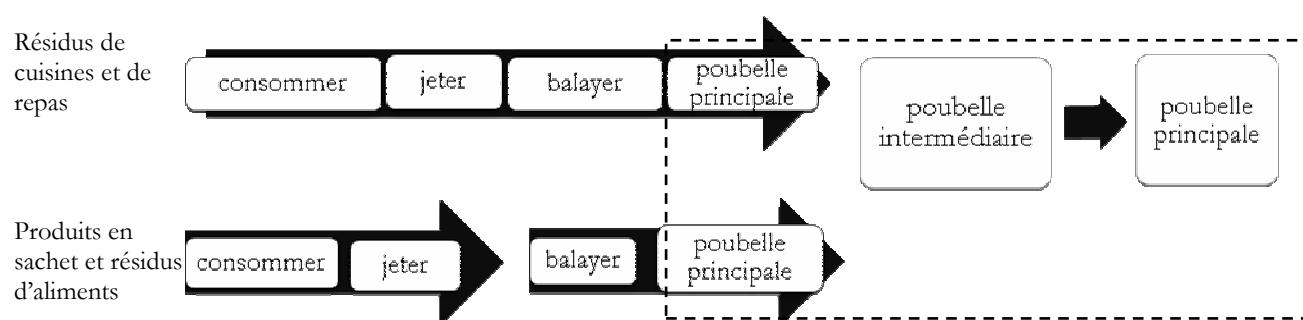 Résidus de
cuisines et de
repas
consommer
jeter
balayer
poubelle
principale
poubelle
intermédiaire
poubelle
principale
Produits en
sachet et résidus
d'aliments
consommer
jeter
balayer
poubelle
principale